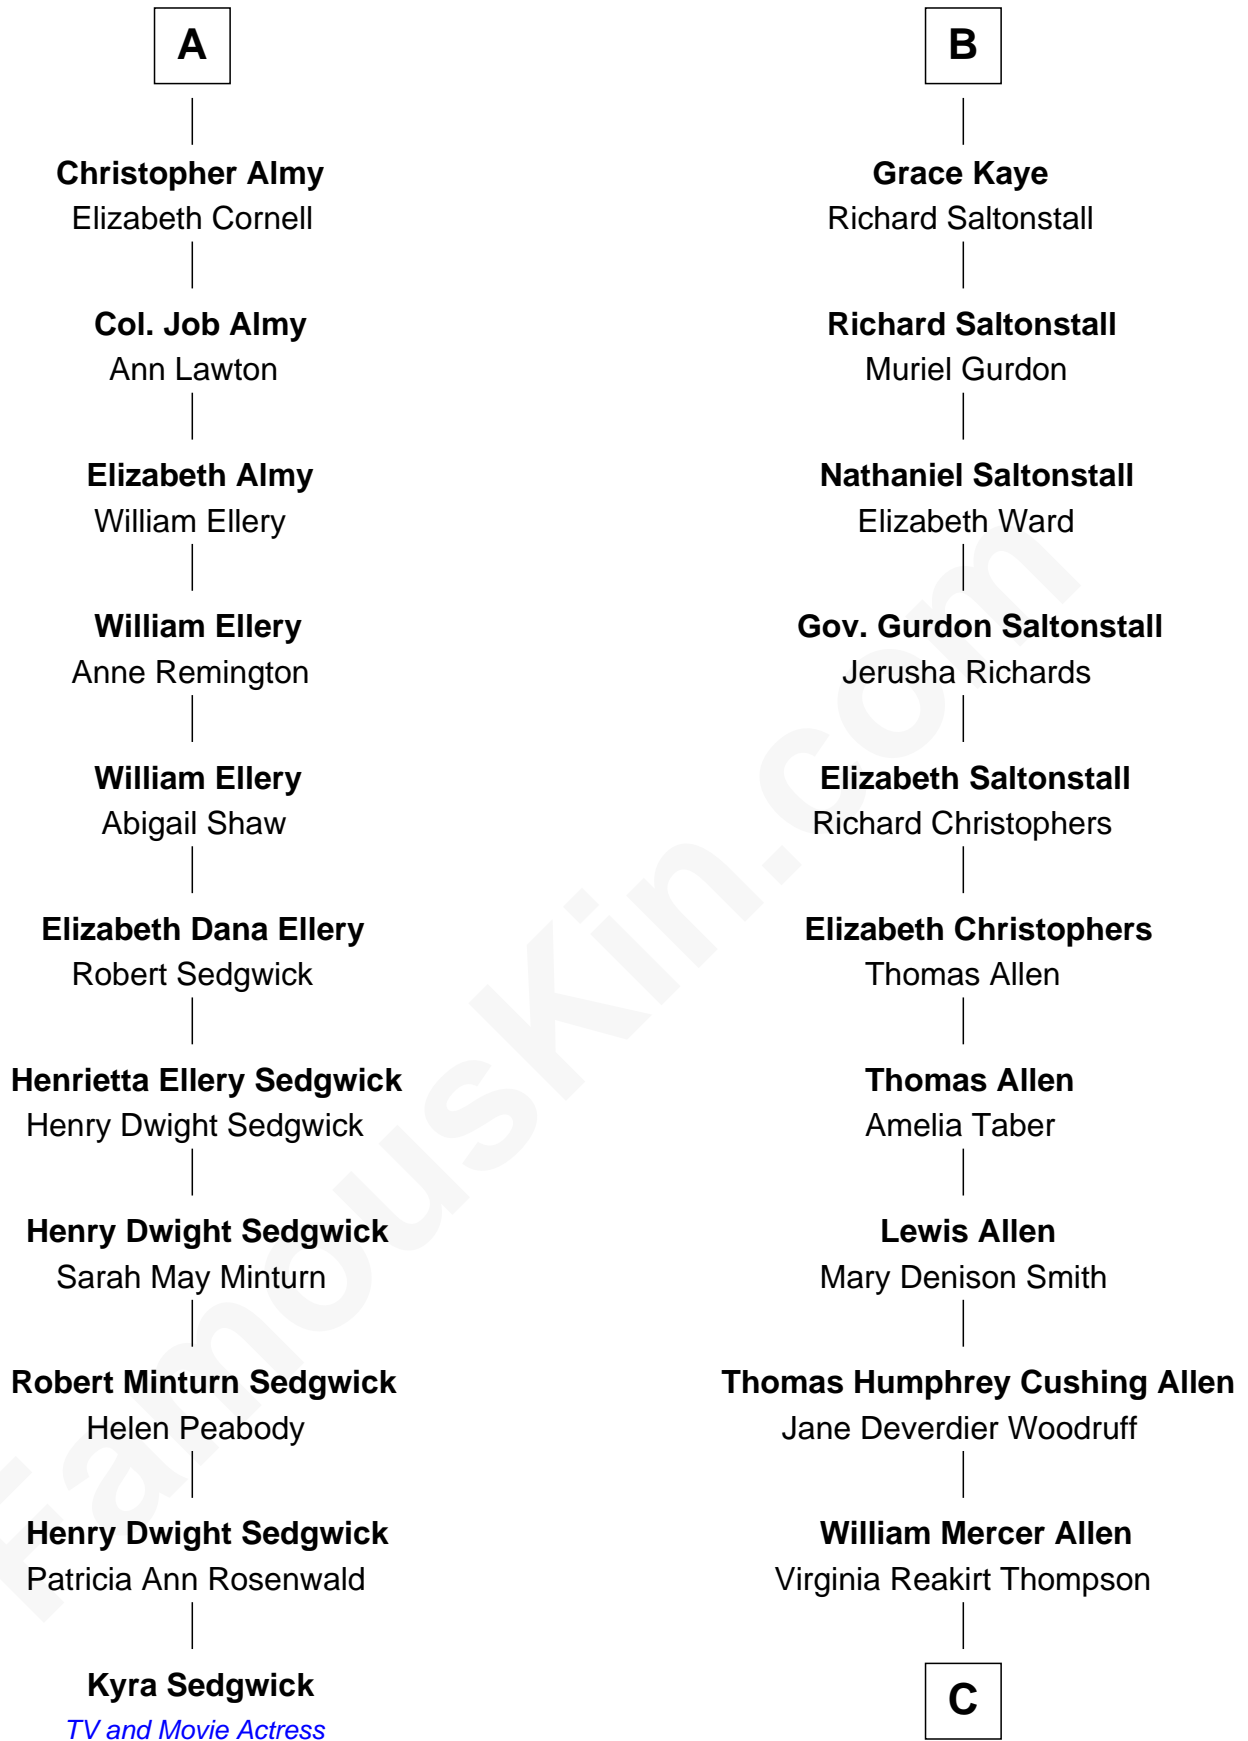 A
Christopher Almy
Elizabeth Cornell
Col. Job Almy
Ann Lawton
Elizabeth Almy
William Ellery
William Ellery
Anne Remington
William Ellery
Abigail Shaw
Elizabeth Dana Ellery
Robert Sedgwick
Henrietta Ellery Sedgwick
Henry Dwight Sedgwick
Henry Dwight Sedgwick
Sarah May Minturn
Robert Minturn Sedgwick
Helen Peabody
Henry Dwight Sedgwick
Patricia Ann Rosenwald
Kyra Sedgwick
TV and Movie Actress
B
Grace Kaye
Richard Saltonstall
Richard Saltonstall
Muriel Gurdon
Nathaniel Saltonstall
Elizabeth Ward
Gov. Gurdon Saltonstall
Jerusha Richards
Elizabeth Saltonstall
Richard Christophers
Elizabeth Christophers
Thomas Allen
Thomas Allen
Amelia Taber
Lewis Allen
Mary Denison Smith
Thomas Humphrey Cushing Allen
Jane Deverdier Woodruff
William Mercer Allen
Virginia Reakirt Thompson
C
FamousKin.com